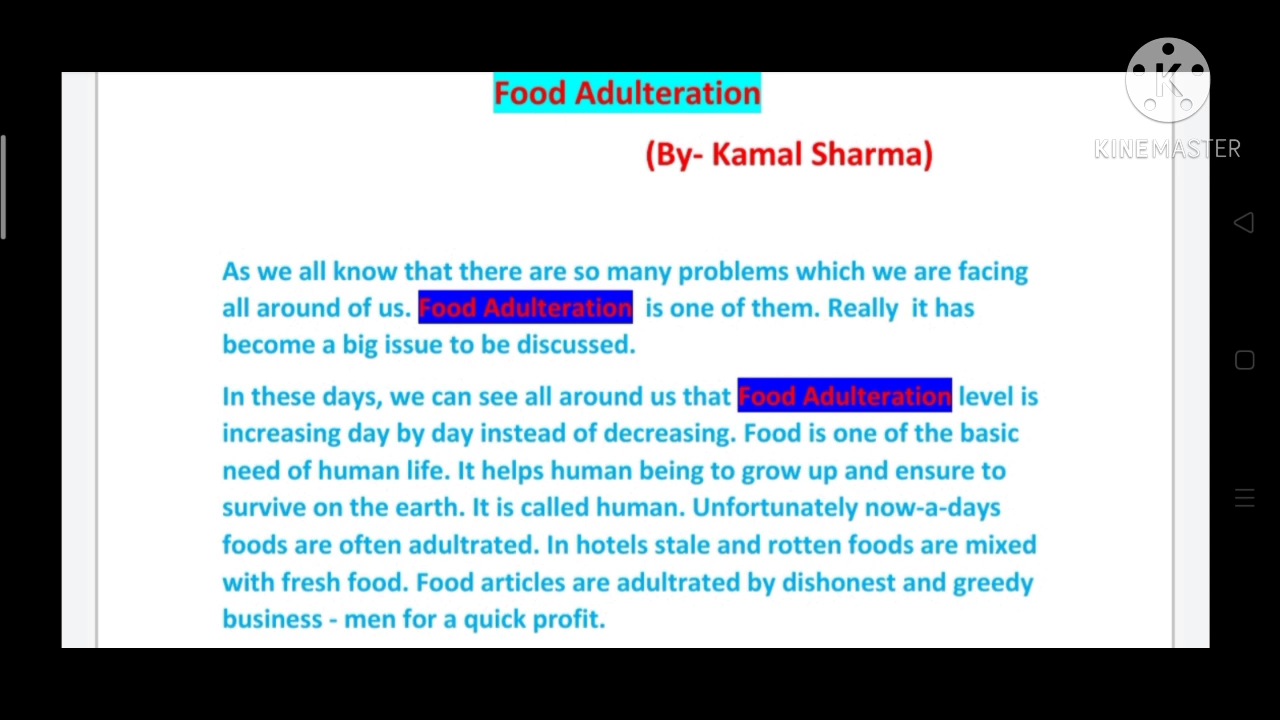 Food Adulteration
(By- Kamal Sharma)
KINEMASTER
As we all know that there are so many problems which we are facing
all around of us. Food Adulteration is one of them. Really it has
become a big issue to be discussed.
In these days, we can see all around us that Food Adulteration level is
increasing day by day instead of decreasing. Food is one of the basic
need of human life. It helps human being to grow up and ensure to
survive on the earth. It is called human. Unfortunately now-a-days
foods are often adultrated. In hotels stale and rotten foods are mixed
with fresh food. Food articles are adultrated by dishonest and greedy
business - men for a quick profit.